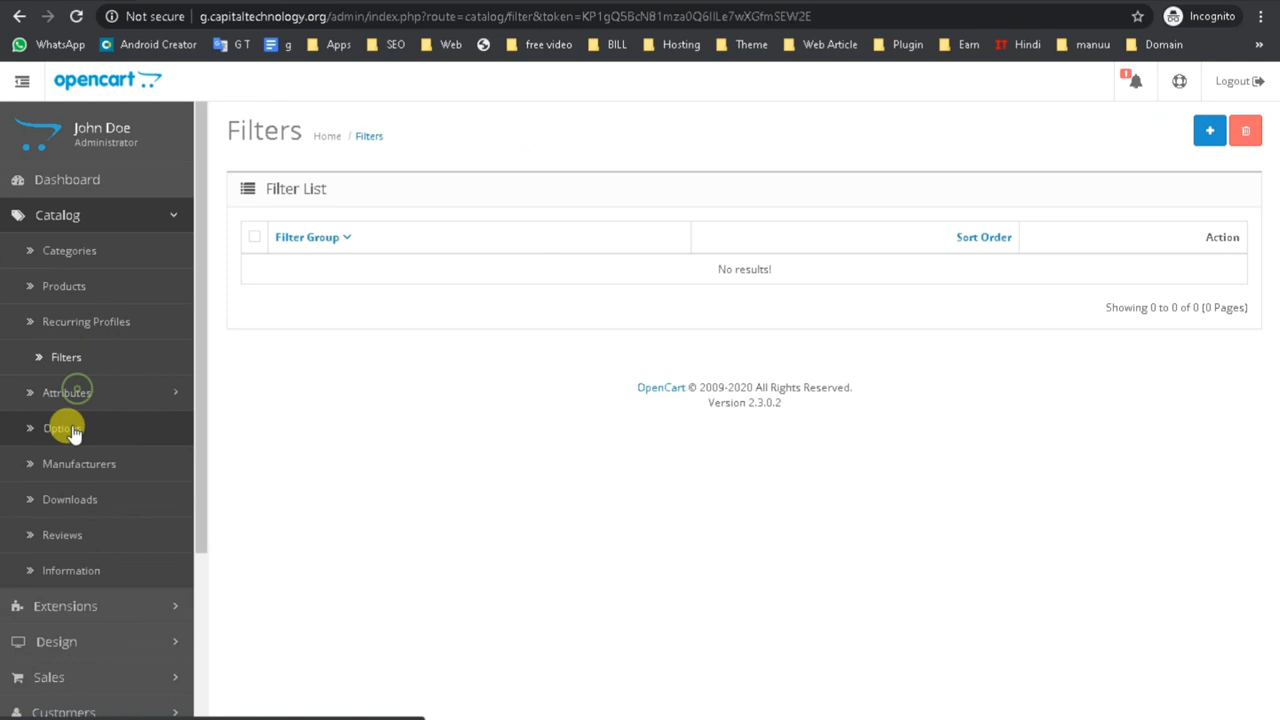 Not secure g.capitaltechnology.org/admin/index.php?route=catalog/filter&token=KP1gQ5BcN81mza0Q6IlLe7wXGfmSEW2E Incognito
WhatsApp Android Creator G T g Apps SEO Web free video BILL Hosting Theme Web Article Plugin Earn IT Hindi manuu Domain »
opencart 1 Logout
John Doe
Administrator
Filters Home / Filters
Dashboard
Filter List
Catalog
Filter Group Sort Order Action
Categories
No results!
Products
Showing 0 to 0 of 0 (0 Pages)
Recurring Profiles
Filters
Attributes
OpenCart © 2009-2020 All Rights Reserved.
Version 2.3.0.2
Options
Manufacturers
Downloads
Reviews
Information
Extensions
Design
Sales
Customers